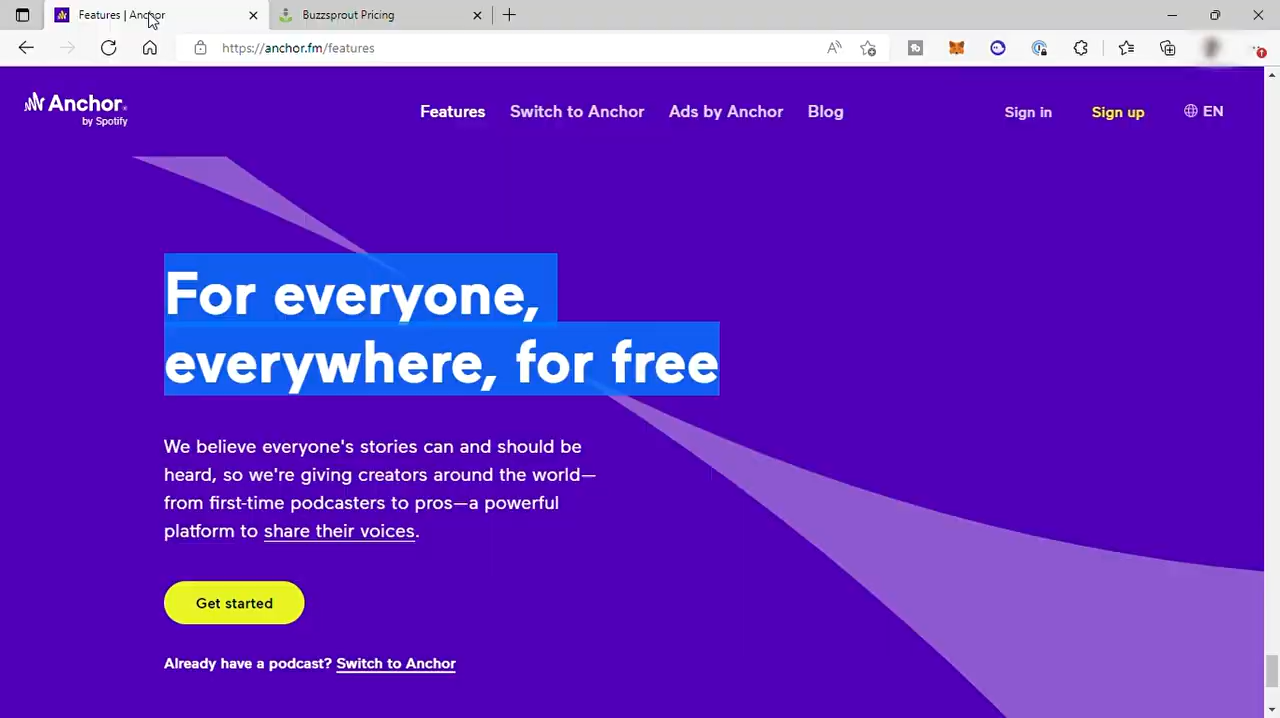 Features | Anchor
Buzzsprout Pricing
https://anchor.fm/features
Anchor
by Spotify
Features
Switch to Anchor
Ads by Anchor
Blog
Sign in
Sign up
EN
For everyone,
everywhere, for free
We believe everyone's stories can and should be
heard, so we're giving creators around the world—
from first-time podcasters to pros—a powerful
platform to share their voices.
Get started
Already have a podcast? Switch to Anchor